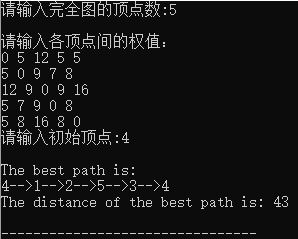 请输入完全图的顶点数:5
请输入各顶点间的权值：
0 5 12 5 5
5 0 9 7 8
12 9 0 9 16
5 7 9 0 8
5 8 16 8 0
请输入初始顶点:4
The best path is:
4-->1-->2-->5-->3-->4
The distance of the best path is: 43
--------------------------------